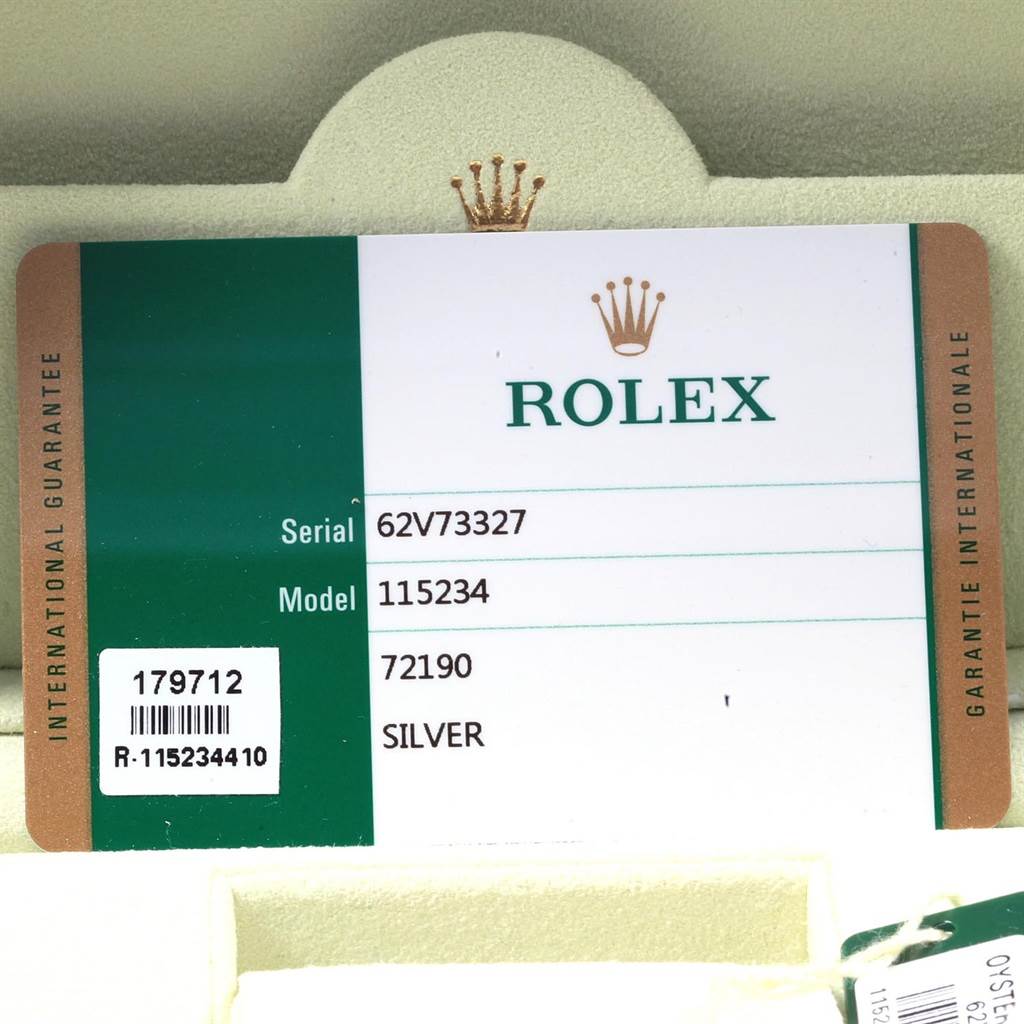 INTERNATIONAL GUARANTEE
ROLEX
Serial 62V73327
Model 115234
72190
SILVER
179712
R-115234410
GARANTIE INTERNATIONALE